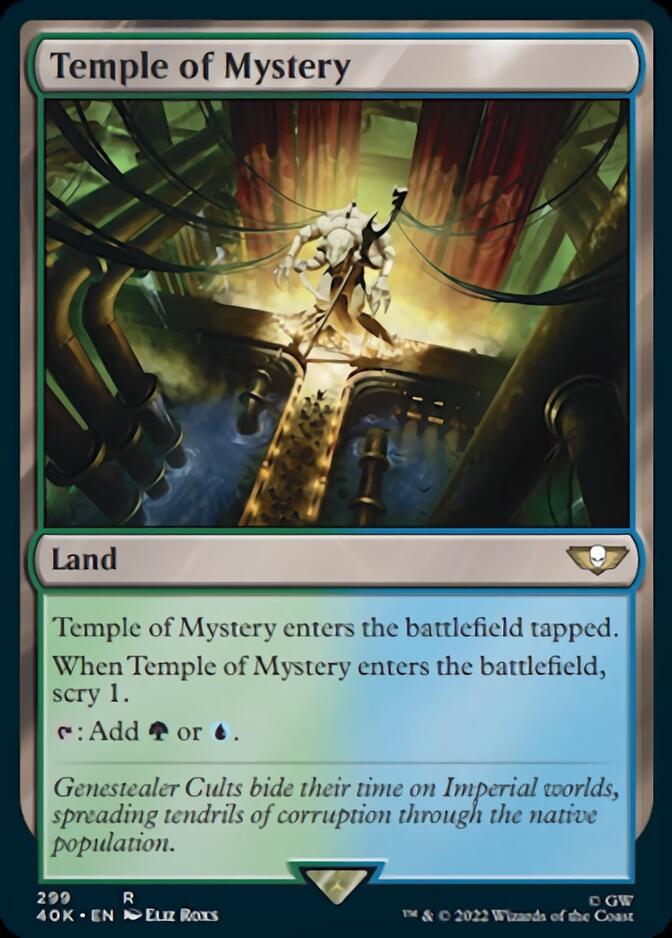 Temple of Mystery
Land
Temple of Mystery enters the battlefield tapped.
When Temple of Mystery enters the battlefield,
scry 1.
: Add or .
Genestealer Cults bide their time on Imperial worlds,
spreading tendrils of corruption through the native
population.
299 R
40K • EN Eliz Roxs
© GW
™ & © 2022 Wizards of the Coast